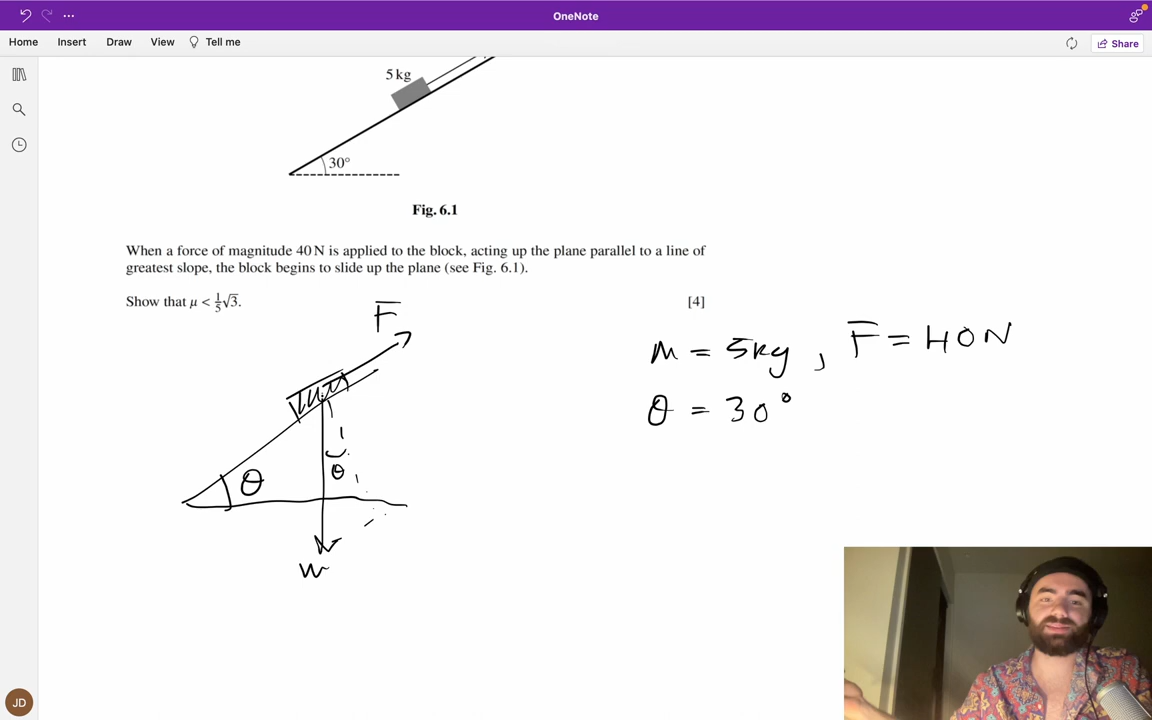 OneNote
Home Insert Draw View Tell me
Share
5 kg
30°
Fig. 6.1
When a force of magnitude 40 N is applied to the block, acting up the plane parallel to a line of
greatest slope, the block begins to slide up the plane (see Fig. 6.1).
Show that μ < 1/5 √3. [4]
F̅
m = 5kg , F̅ = 40N
θ = 30°
θ
θ
W
JD